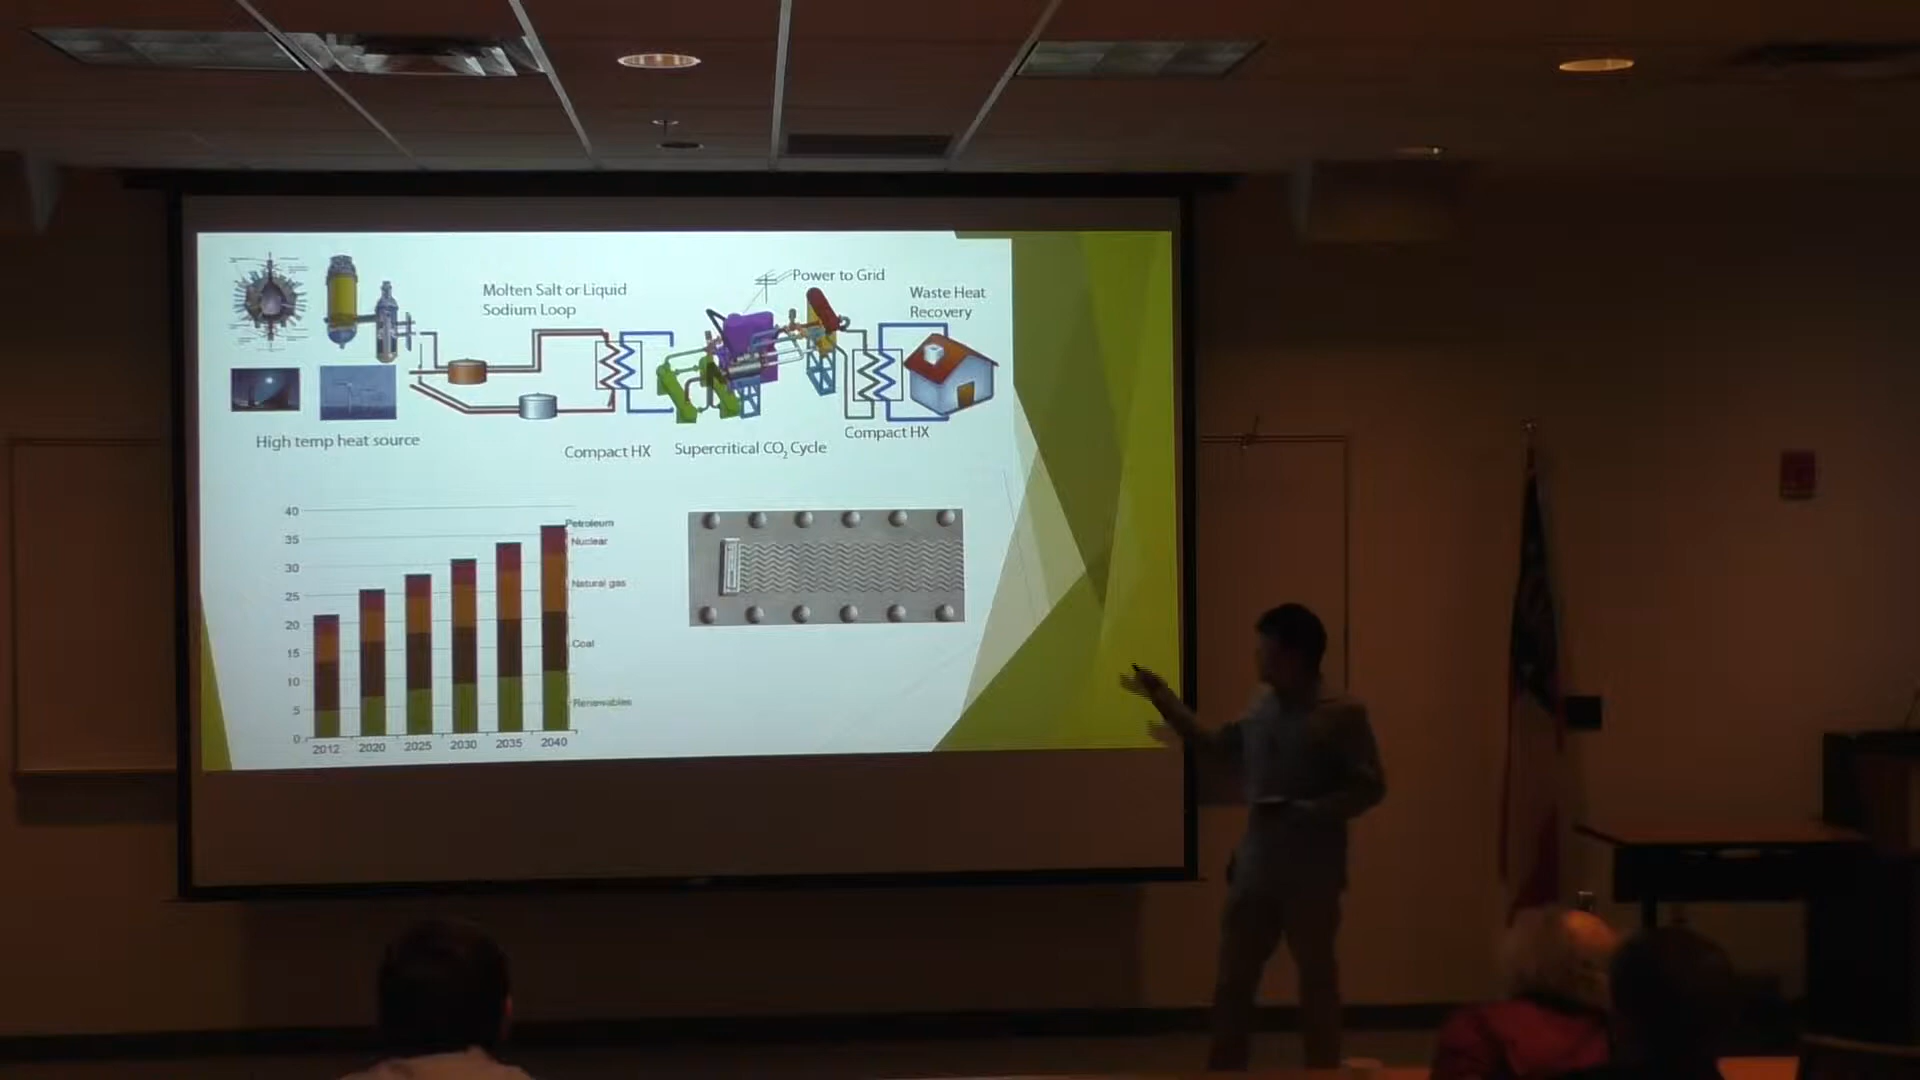 Power to Grid
Molten Salt or Liquid
Sodium Loop
Waste Heat
Recovery
High temp heat source
Compact HX
Supercritical CO2 Cycle
Compact HX
40
35
30
25
20
15
10
5
0
Petroleum
Nuclear
Natural gas
Coal
Renewables
2012 2020 2025 2030 2035 2040